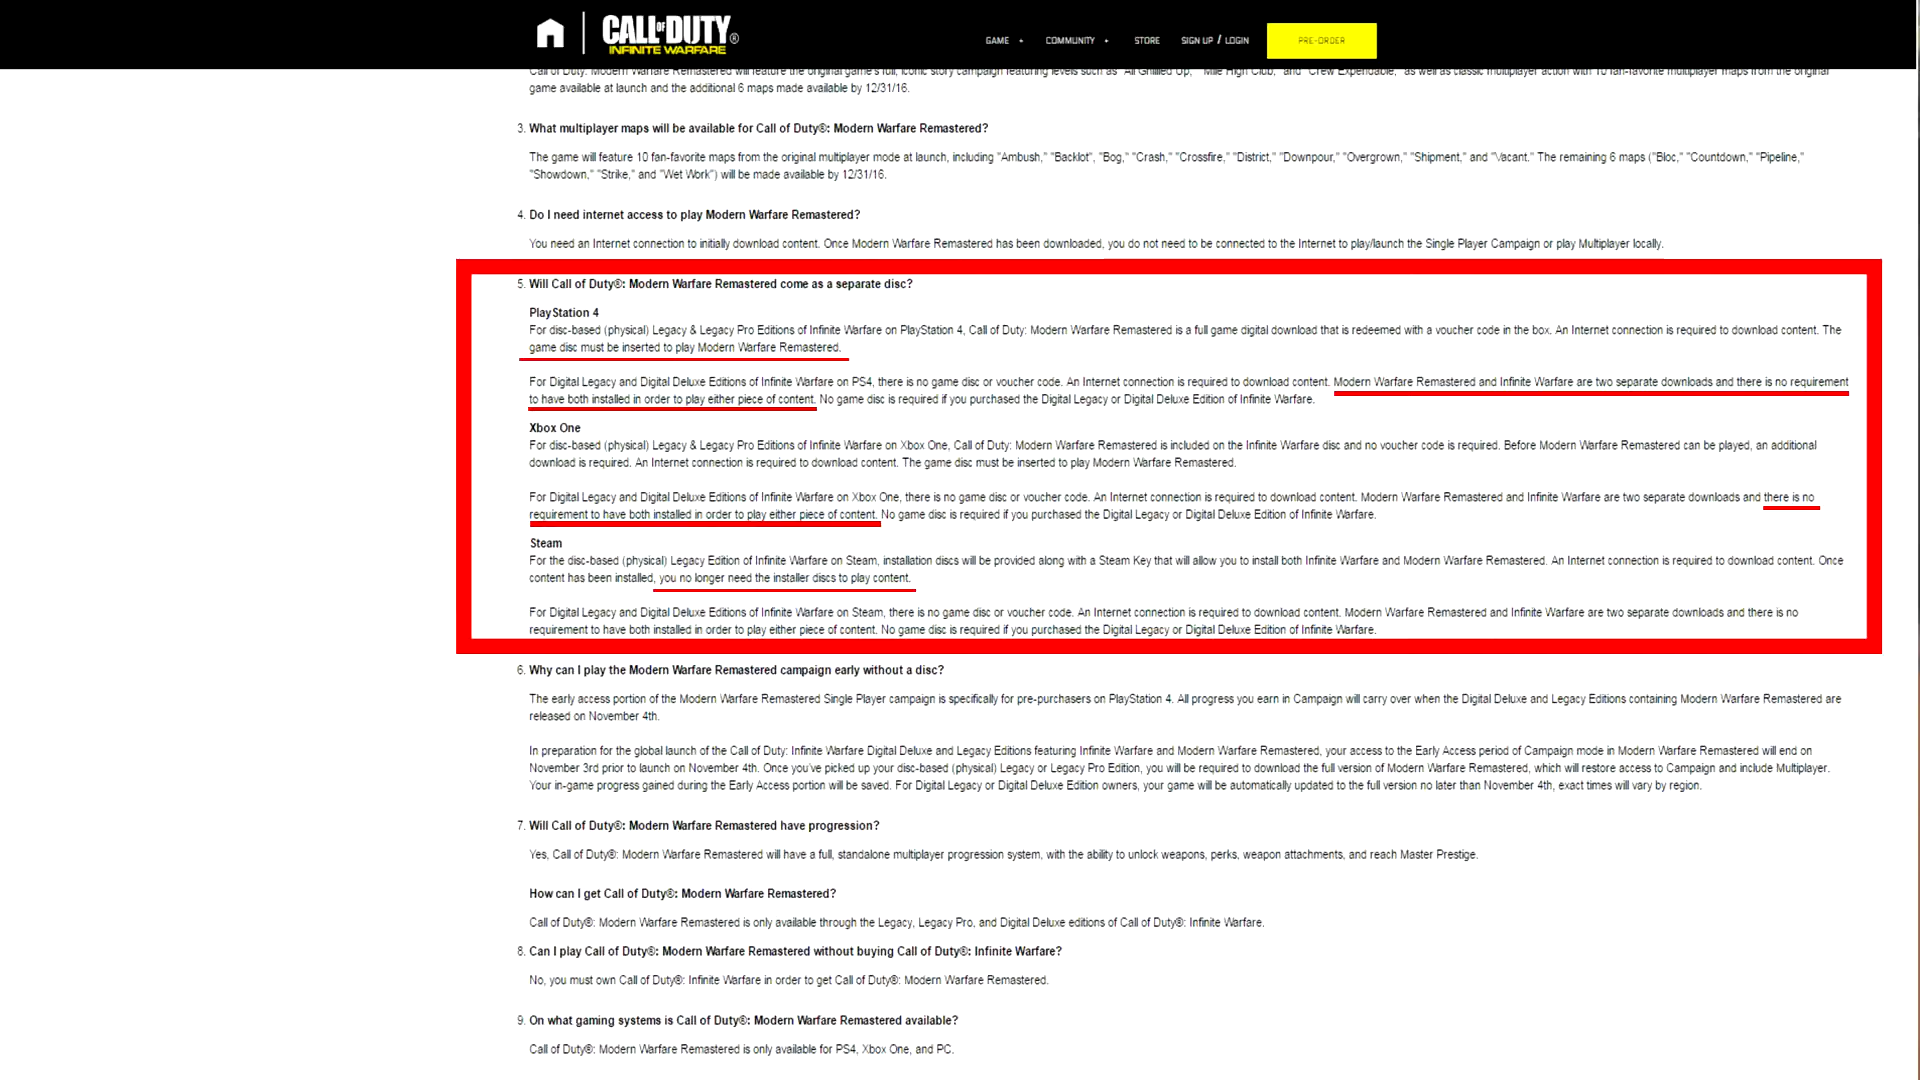 CALL OF DUTY®
INFINITE WARFARE
GAME
COMMUNITY
STORE
SIGN UP / LOGIN
PRE-ORDER
Call of Duty: Modern Warfare Remastered will feature the original game's full, iconic story campaign featuring levels such as "All Ghillied Up," "Mile High Club," and "Crew Expendable," as well as classic multiplayer action with 10 fan-favorite multiplayer maps from the original
game available at launch and the additional 6 maps made available by 12/31/16.
3. What multiplayer maps will be available for Call of Duty®: Modern Warfare Remastered?
The game will feature 10 fan-favorite maps from the original multiplayer mode at launch, including "Ambush," "Backlot", "Bog," "Crash," "Crossfire," "District," "Downpour," "Overgrown," "Shipment," and "Vacant." The remaining 6 maps ("Bloc," "Countdown," "Pipeline,"
"Showdown," "Strike," and "Wet Work") will be made available by 12/31/16.
4. Do I need internet access to play Modern Warfare Remastered?
You need an Internet connection to initially download content. Once Modern Warfare Remastered has been downloaded, you do not need to be connected to the Internet to play/launch the Single Player Campaign or play Multiplayer locally.
5. Will Call of Duty®: Modern Warfare Remastered come as a separate disc?
PlayStation 4
For disc-based (physical) Legacy & Legacy Pro Editions of Infinite Warfare on PlayStation 4, Call of Duty: Modern Warfare Remastered is a full game digital download that is redeemed with a voucher code in the box. An Internet connection is required to download content. The
game disc must be inserted to play Modern Warfare Remastered.
For Digital Legacy and Digital Deluxe Editions of Infinite Warfare on PS4, there is no game disc or voucher code. An Internet connection is required to download content. Modern Warfare Remastered and Infinite Warfare are two separate downloads and there is no requirement
to have both installed in order to play either piece of content. No game disc is required if you purchased the Digital Legacy or Digital Deluxe Edition of Infinite Warfare.
Xbox One
For disc-based (physical) Legacy & Legacy Pro Editions of Infinite Warfare on Xbox One, Call of Duty: Modern Warfare Remastered is included on the Infinite Warfare disc and no voucher code is required. Before Modern Warfare Remastered can be played, an additional
download is required. An Internet connection is required to download content. The game disc must be inserted to play Modern Warfare Remastered.
For Digital Legacy and Digital Deluxe Editions of Infinite Warfare on Xbox One, there is no game disc or voucher code. An Internet connection is required to download content. Modern Warfare Remastered and Infinite Warfare are two separate downloads and there is no
requirement to have both installed in order to play either piece of content. No game disc is required if you purchased the Digital Legacy or Digital Deluxe Edition of Infinite Warfare.
Steam
For the disc-based (physical) Legacy Edition of Infinite Warfare on Steam, installation discs will be provided along with a Steam Key that will allow you to install both Infinite Warfare and Modern Warfare Remastered. An Internet connection is required to download content. Once
content has been installed, you no longer need the installer discs to play content.
For Digital Legacy and Digital Deluxe Editions of Infinite Warfare on Steam, there is no game disc or voucher code. An Internet connection is required to download content. Modern Warfare Remastered and Infinite Warfare are two separate downloads and there is no
requirement to have both installed in order to play either piece of content. No game disc is required if you purchased the Digital Legacy or Digital Deluxe Edition of Infinite Warfare.
6. Why can I play the Modern Warfare Remastered campaign early without a disc?
The early access portion of the Modern Warfare Remastered Single Player campaign is specifically for pre-purchasers on PlayStation 4. All progress you earn in Campaign will carry over when the Digital Deluxe and Legacy Editions containing Modern Warfare Remastered are
released on November 4th.
In preparation for the global launch of the Call of Duty: Infinite Warfare Digital Deluxe and Legacy Editions featuring Infinite Warfare and Modern Warfare Remastered, your access to the Early Access period of Campaign mode in Modern Warfare Remastered will end on
November 3rd prior to launch on November 4th. Once you've picked up your disc-based (physical) Legacy or Legacy Pro Edition, you will be required to download the full version of Modern Warfare Remastered, which will restore access to Campaign and include Multiplayer.
Your in-game progress gained during the Early Access portion will be saved. For Digital Legacy or Digital Deluxe Edition owners, your game will be automatically updated to the full version no later than November 4th, exact times will vary by region.
7. Will Call of Duty®: Modern Warfare Remastered have progression?
Yes, Call of Duty®: Modern Warfare Remastered will have a full, standalone multiplayer progression system, with the ability to unlock weapons, perks, weapon attachments, and reach Master Prestige.
How can I get Call of Duty®: Modern Warfare Remastered?
Call of Duty®: Modern Warfare Remastered is only available through the Legacy, Legacy Pro, and Digital Deluxe editions of Call of Duty®: Infinite Warfare.
8. Can I play Call of Duty®: Modern Warfare Remastered without buying Call of Duty®: Infinite Warfare?
No, you must own Call of Duty®: Infinite Warfare in order to get Call of Duty®: Modern Warfare Remastered.
9. On what gaming systems is Call of Duty®: Modern Warfare Remastered available?
Call of Duty®: Modern Warfare Remastered is only available for PS4, Xbox One, and PC.